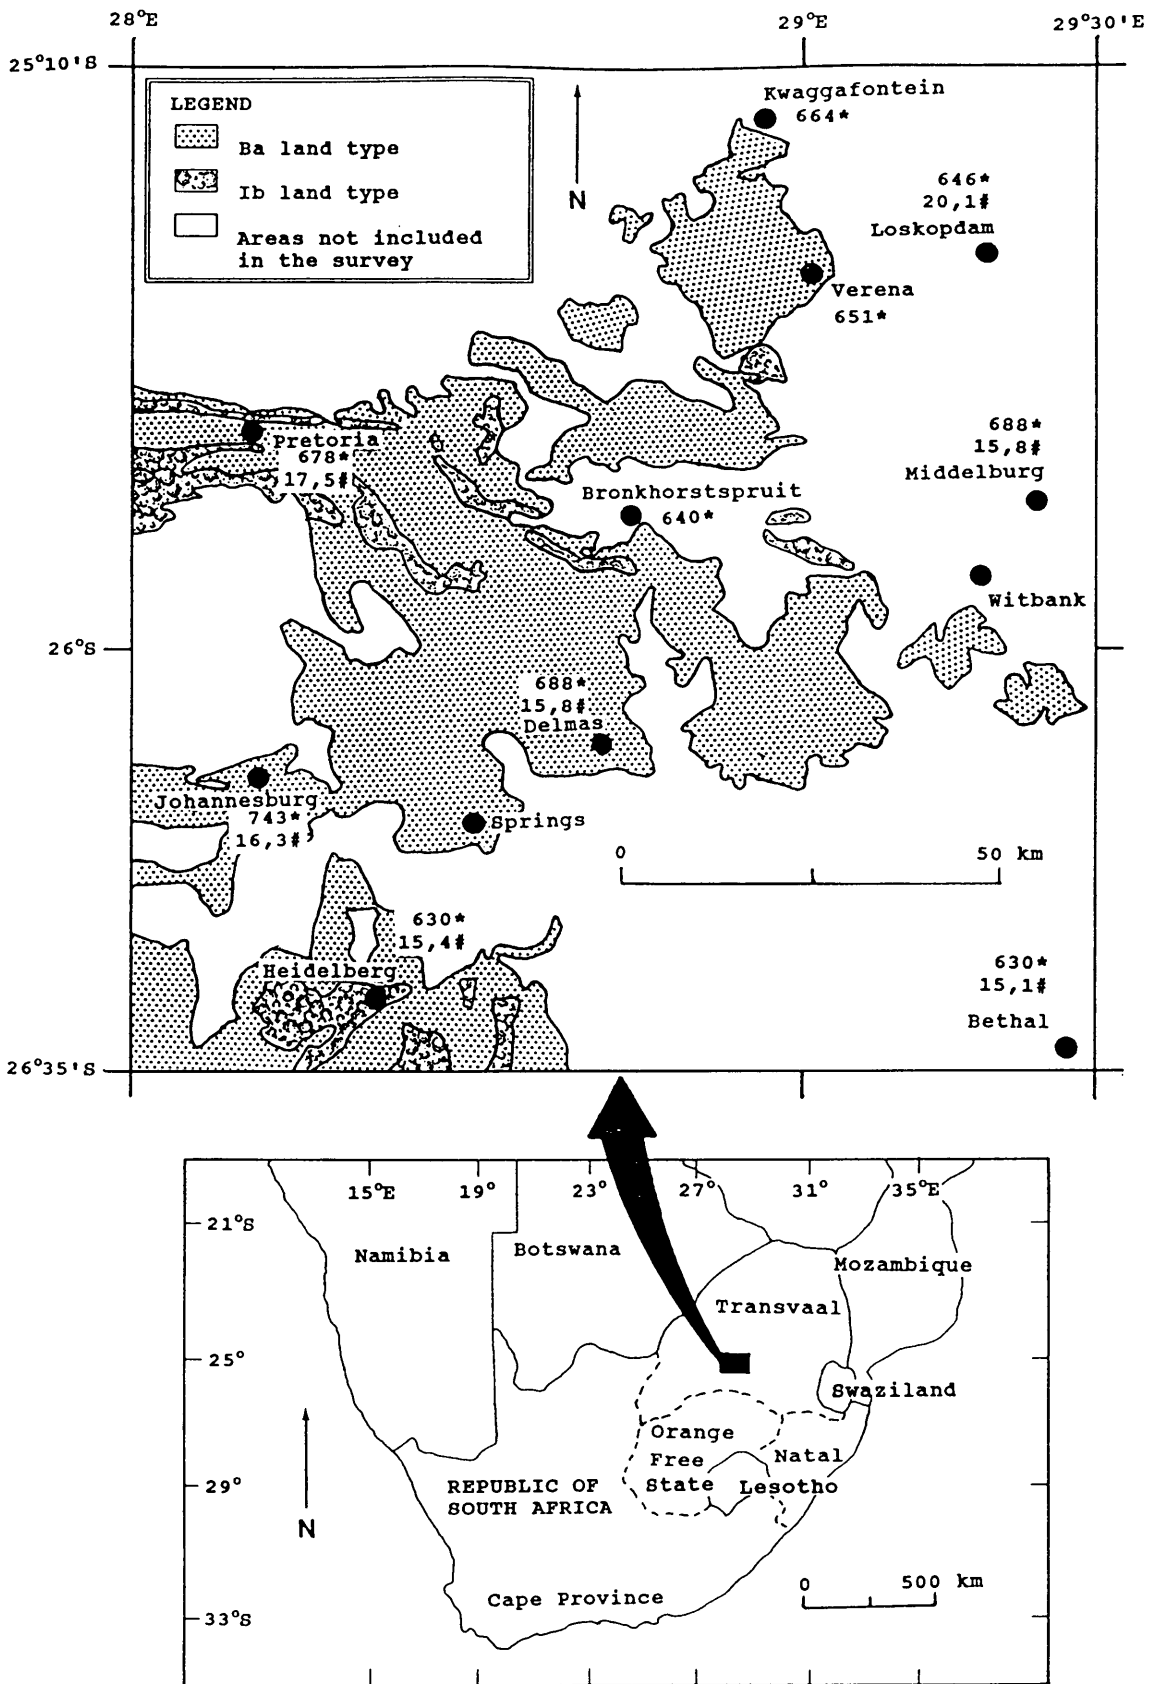 28°E
29°E
29°30'E
25°10'S
LEGEND
Ba land type
Ib land type
Areas not included
in the survey
N
Kwaggafontein
664*
646*
20,1#
Loskopdam
Verena
651*
Pretoria
678*
17,5#
688*
15,8#
Middelburg
Bronkhorstspruit
640*
Witbank
26°S
688*
15,8#
Delmas
Johannesburg
743*
16,3#
Springs
0 50 km
630*
15,4#
Heidelberg
630*
15,1#
Bethal
26°35'S
15°E 19° 23° 27° 31° 35°E
21°S
Namibia
Botswana
Mozambique
Transvaal
25°
Swaziland
Orange
Free
State
Natal
Lesotho
29°
REPUBLIC OF
SOUTH AFRICA
N
Cape Province
0 500 km
33°S